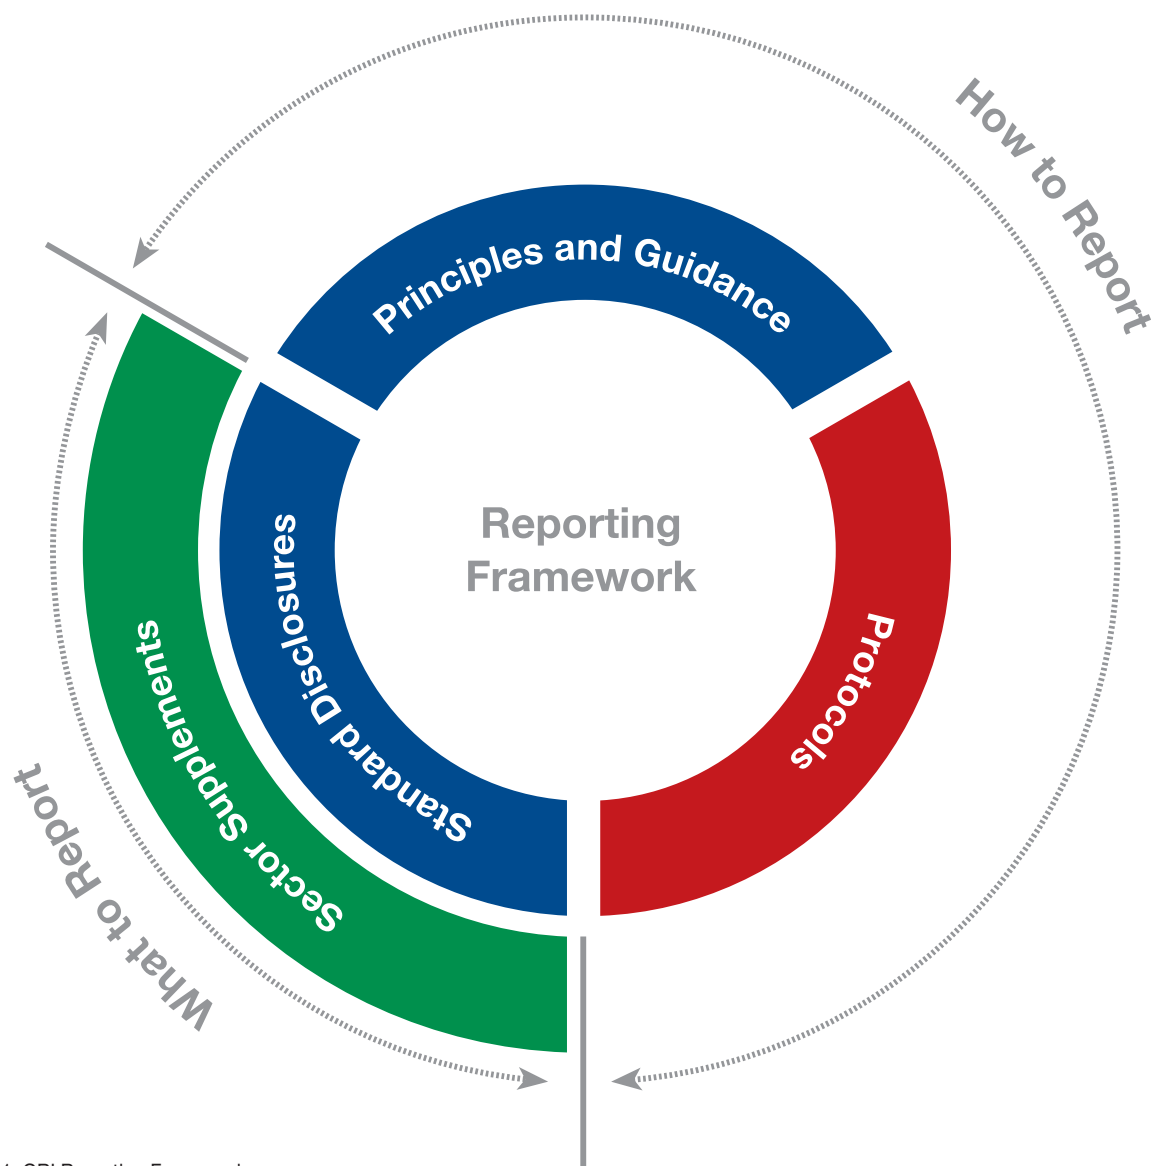 How to Report
Principles and Guidance
Reporting
Framework
Protocols
Standard Disclosures
Sector Supplements
What to Report